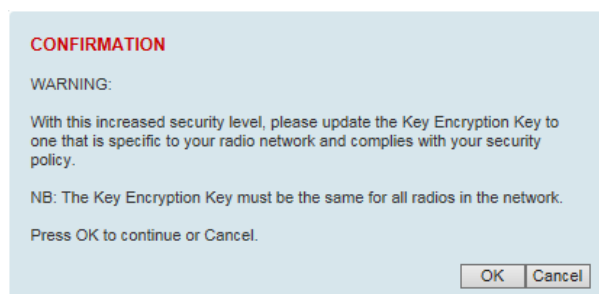 CONFIRMATION
WARNING:
With this increased security level, please update the Key Encryption Key to
one that is specific to your radio network and complies with your security
policy.
NB: The Key Encryption Key must be the same for all radios in the network.
Press OK to continue or Cancel.
OK Cancel